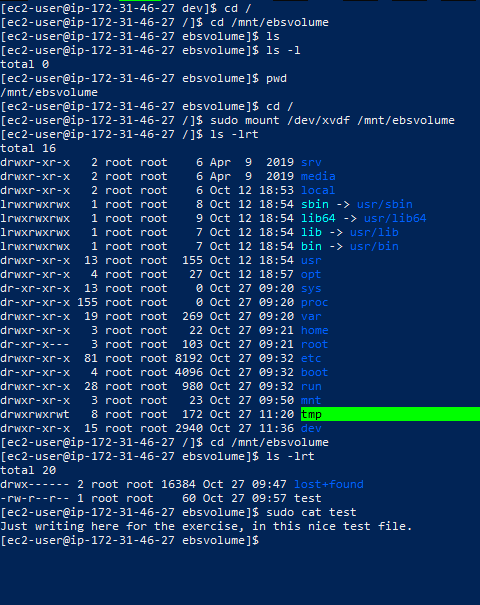 [ec2-user@ip-172-31-46-27 dev]$ cd /
[ec2-user@ip-172-31-46-27 /]$ cd /mnt/ebsvolume
[ec2-user@ip-172-31-46-27 ebsvolume]$ ls
[ec2-user@ip-172-31-46-27 ebsvolume]$ ls -l
total 0
[ec2-user@ip-172-31-46-27 ebsvolume]$ pwd
/mnt/ebsvolume
[ec2-user@ip-172-31-46-27 ebsvolume]$ cd /
[ec2-user@ip-172-31-46-27 /]$ sudo mount /dev/xvdf /mnt/ebsvolume
[ec2-user@ip-172-31-46-27 /]$ ls -lrt
total 16
drwxr-xr-x   2 root root    6 Apr  9  2019 srv
drwxr-xr-x   2 root root    6 Apr  9  2019 media
drwxr-xr-x   2 root root    6 Oct 12 18:53 local
lrwxrwxrwx   1 root root    8 Oct 12 18:54 sbin -> usr/sbin
lrwxrwxrwx   1 root root    9 Oct 12 18:54 lib64 -> usr/lib64
lrwxrwxrwx   1 root root    7 Oct 12 18:54 lib -> usr/lib
lrwxrwxrwx   1 root root    7 Oct 12 18:54 bin -> usr/bin
drwxr-xr-x  13 root root  155 Oct 12 18:54 usr
drwxr-xr-x   4 root root   27 Oct 12 18:57 opt
dr-xr-xr-x  13 root root    0 Oct 27 09:20 sys
dr-xr-xr-x 155 root root    0 Oct 27 09:20 proc
drwxr-xr-x  19 root root  269 Oct 27 09:20 var
drwxr-xr-x   3 root root   22 Oct 27 09:21 home
dr-xr-x---   3 root root  103 Oct 27 09:21 root
drwxr-xr-x  81 root root 8192 Oct 27 09:32 etc
dr-xr-xr-x   4 root root 4096 Oct 27 09:32 boot
drwxr-xr-x  28 root root  980 Oct 27 09:32 run
drwxr-xr-x   3 root root   23 Oct 27 09:50 mnt
drwxrwxrwt   8 root root  172 Oct 27 11:20 tmp
drwxr-xr-x  15 root root 2940 Oct 27 11:36 dev
[ec2-user@ip-172-31-46-27 /]$ cd /mnt/ebsvolume
[ec2-user@ip-172-31-46-27 ebsvolume]$ ls -lrt
total 20
drwx------ 2 root root 16384 Oct 27 09:47 lost+found
-rw-r--r-- 1 root root    60 Oct 27 09:57 test
[ec2-user@ip-172-31-46-27 ebsvolume]$ sudo cat test
Just writing here for the exercise, in this nice test file.
[ec2-user@ip-172-31-46-27 ebsvolume]$